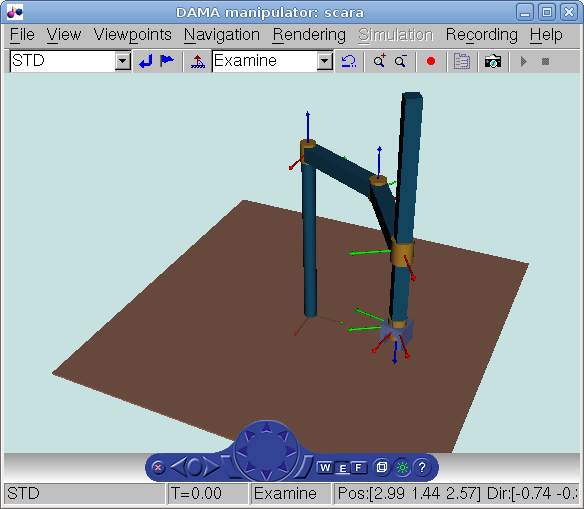 DAMA manipulator: scara
File View Viewpoints Navigation Rendering Simulation Recording Help
STD Examine
W E F ?
STD T=0.00 Examine Pos:[2.99 1.44 2.57] Dir:[-0.74 -0.